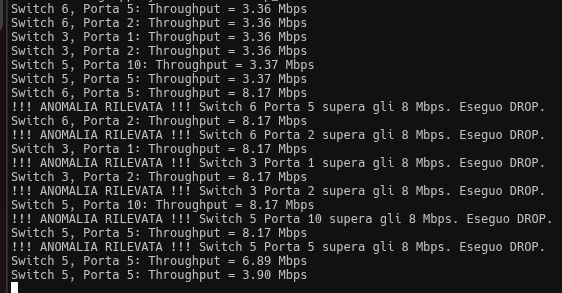 Switch 6, Porta 5: Throughput = 3.36 Mbps
Switch 6, Porta 2: Throughput = 3.36 Mbps
Switch 3, Porta 1: Throughput = 3.36 Mbps
Switch 3, Porta 2: Throughput = 3.36 Mbps
Switch 5, Porta 10: Throughput = 3.37 Mbps
Switch 5, Porta 5: Throughput = 3.37 Mbps
Switch 6, Porta 5: Throughput = 8.17 Mbps
!!! ANOMALIA RILEVATA !!! Switch 6 Porta 5 supera gli 8 Mbps. Eseguo DROP.
Switch 6, Porta 2: Throughput = 8.17 Mbps
!!! ANOMALIA RILEVATA !!! Switch 6 Porta 2 supera gli 8 Mbps. Eseguo DROP.
Switch 3, Porta 1: Throughput = 8.17 Mbps
!!! ANOMALIA RILEVATA !!! Switch 3 Porta 1 supera gli 8 Mbps. Eseguo DROP.
Switch 3, Porta 2: Throughput = 8.17 Mbps
!!! ANOMALIA RILEVATA !!! Switch 3 Porta 2 supera gli 8 Mbps. Eseguo DROP.
Switch 5, Porta 10: Throughput = 8.17 Mbps
!!! ANOMALIA RILEVATA !!! Switch 5 Porta 10 supera gli 8 Mbps. Eseguo DROP.
Switch 5, Porta 5: Throughput = 8.17 Mbps
!!! ANOMALIA RILEVATA !!! Switch 5 Porta 5 supera gli 8 Mbps. Eseguo DROP.
Switch 5, Porta 5: Throughput = 6.89 Mbps
Switch 5, Porta 5: Throughput = 3.90 Mbps